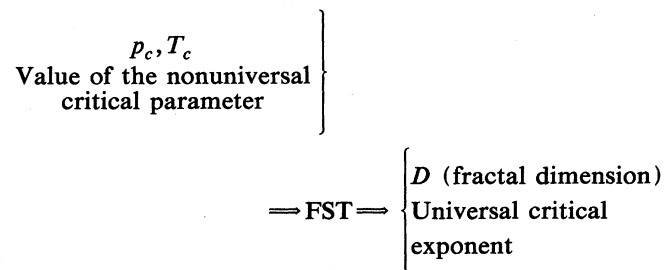 p_c, T_c
Value of the nonuniversal
critical parameter
D (fractal dimension)
⟹ FST ⟹ Universal critical
exponent